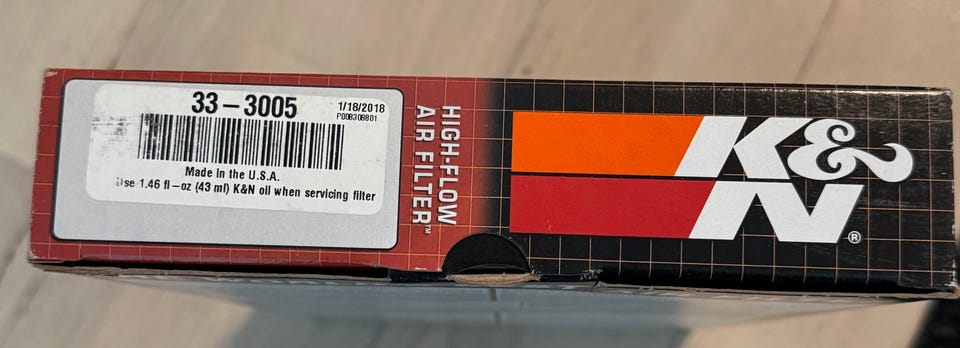 33-3005
1/18/2018
P008308801
Made in the U.S.A.
Use 1.46 fl-oz (43 ml) K&N oil when servicing filter
HIGH-FLOW
AIR FILTER™
K&N®